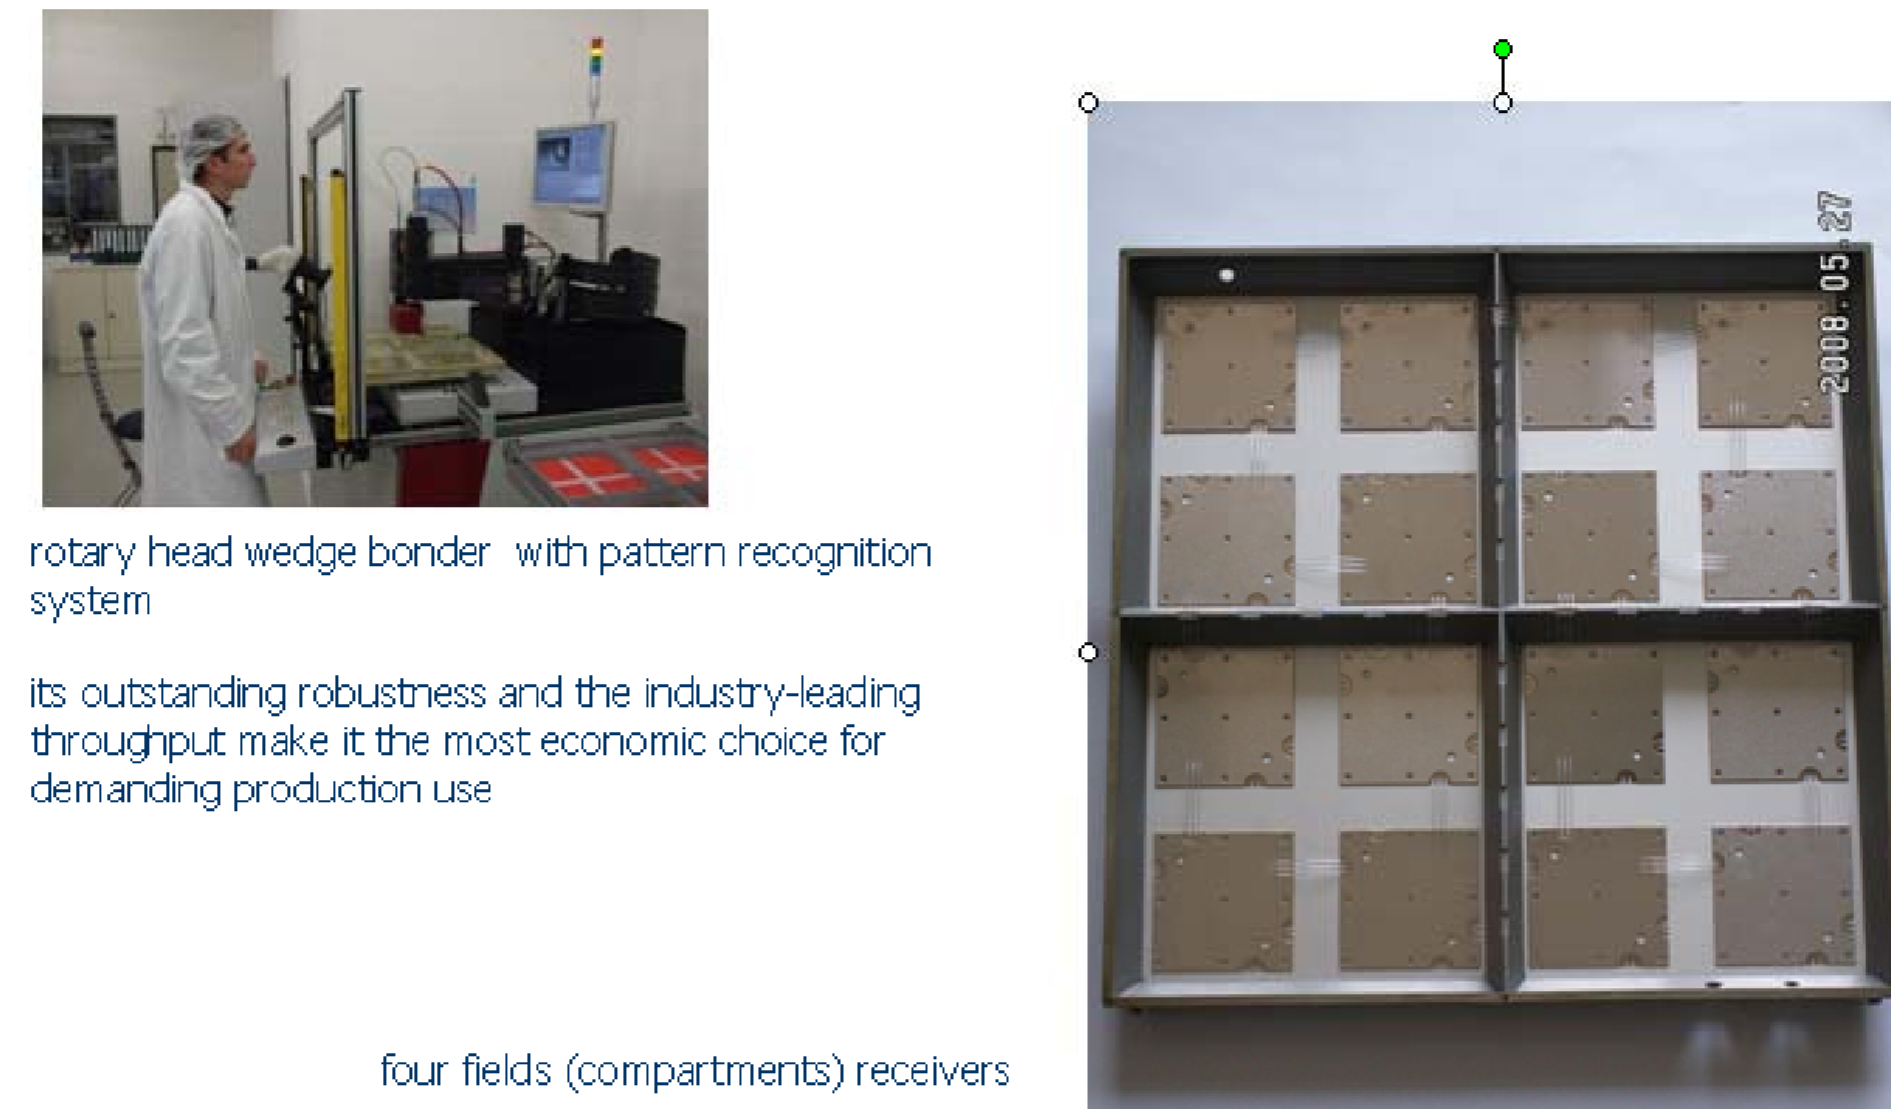 rotary head wedge bonder with pattern recognition
system
its outstanding robustness and the industry-leading
throughput make it the most economic choice for
demanding production use
four fields (compartments) receivers
2008.05.27